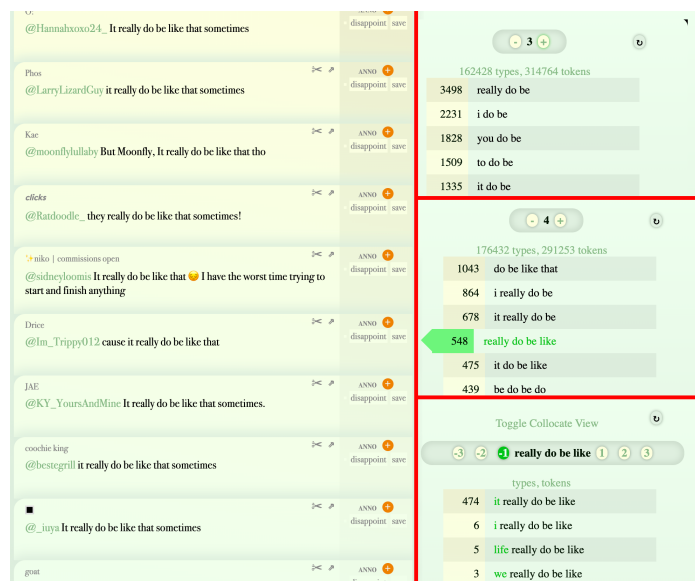 @Hannahxoxo24_ It really do be like that sometimes
disappoint save
Phos
ANNO +
@LarryLizardGuy it really do be like that sometimes
disappoint save
Kae
ANNO +
@moonflylullaby But Moonfly, It really do be like that tho
disappoint save
clicks
ANNO +
@Ratdoodle_ they really do be like that sometimes!
disappoint save
✨niko | commissions open
ANNO +
@sidneyloomis It really do be like that 😔 I have the worst time trying to
start and finish anything
disappoint save
Drice
ANNO +
@Im_Trippy012 cause it really do be like that
disappoint save
JAE
ANNO +
@KY_YoursAndMine It really do be like that sometimes.
disappoint save
coochie king
ANNO +
@bestegrill it really do be like that sometimes
disappoint save
ANNO +
@_iuya It really do be like that sometimes
disappoint save
goat
ANNO +
- 3 +
162428 types, 314764 tokens
3498 really do be
2231 i do be
1828 you do be
1509 to do be
1335 it do be
- 4 +
176432 types, 291253 tokens
1043 do be like that
864 i really do be
678 it really do be
548 really do be like
475 it do be like
439 be do be do
Toggle Collocate View
-3 -2 -1 really do be like 1 2 3
types, tokens
474 it really do be like
6 i really do be like
5 life really do be like
3 we really do be like